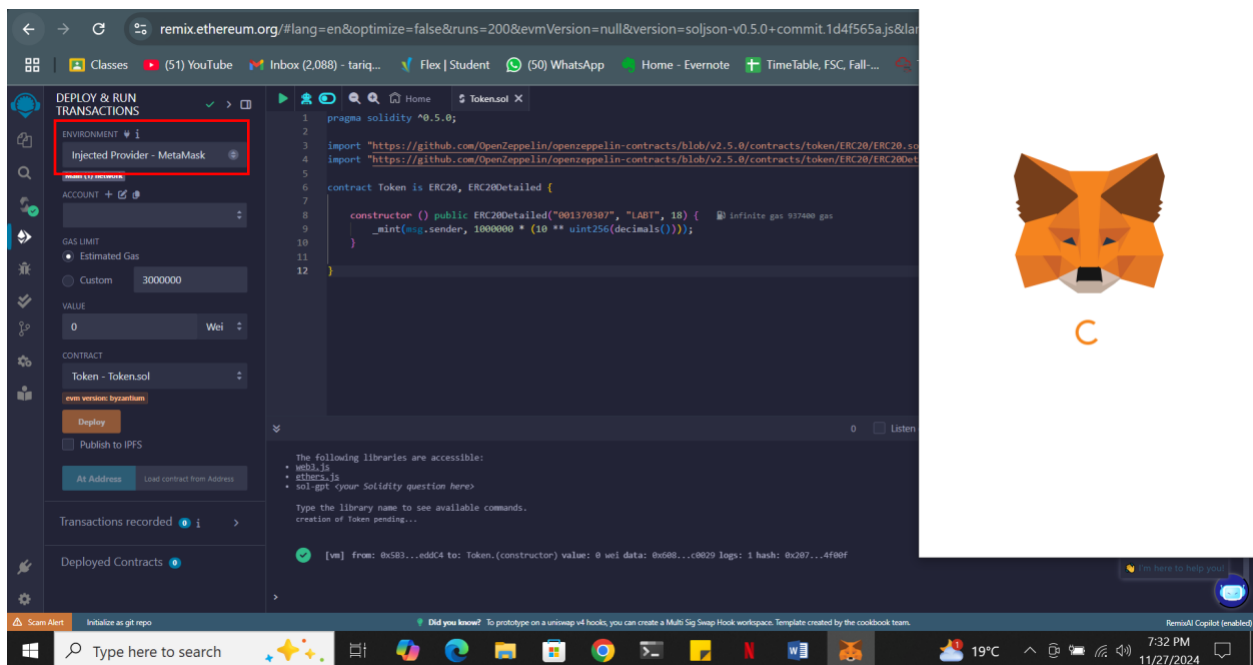 remix.ethereum.org/#lang=en&optimize=false&runs=200&evmVersion=null&version=soljson-v0.5.0+commit.1d4f565a.js&lar
Classes
(51) YouTube
Inbox (2,088) - tariq...
Flex | Student
(50) WhatsApp
Home - Evernote
TimeTable, FSC, Fall-...
DEPLOY & RUN
TRANSACTIONS
ENVIRONMENT
Injected Provider - MetaMask
Main (1) network
ACCOUNT
GAS LIMIT
Estimated Gas
Custom
3000000
VALUE
0
Wei
CONTRACT
Token - Token.sol
evm version: byzantium
Deploy
Publish to IPFS
At Address
Load contract from Address
Transactions recorded 0 i
Deployed Contracts 0
Home
Token.sol
1 pragma solidity ^0.5.0;
2
3 import "https://github.com/OpenZeppelin/openzeppelin-contracts/blob/v2.5.0/contracts/token/ERC20/ERC20.so
4 import "https://github.com/OpenZeppelin/openzeppelin-contracts/blob/v2.5.0/contracts/token/ERC20/ERC20Det
5
6 contract Token is ERC20, ERC20Detailed {
7
8 constructor () public ERC20Detailed("001370307", "LABT", 18) { infinite gas 937400 gas
9 _mint(msg.sender, 1000000 * (10 ** uint256(decimals())));
10 }
11
12 }
0
Listen
The following libraries are accessible:
• web3.js
• ethers.js
• sol-gpt <your Solidity question here>
Type the library name to see available commands.
creation of Token pending...
[vm] from: 0x5B3...eddC4 to: Token.(constructor) value: 0 wei data: 0x608...c0029 logs: 1 hash: 0x207...4f00f
>
I'm here to help you!
Scam Alert
Initialize as git repo
Did you know? To prototype on a uniswap v4 hooks, you can create a Multi Sig Swap Hook workspace. Template created by the cookbook team.
RemixAI Copilot (enabled)
Type here to search
19°C
7:32 PM
11/27/2024